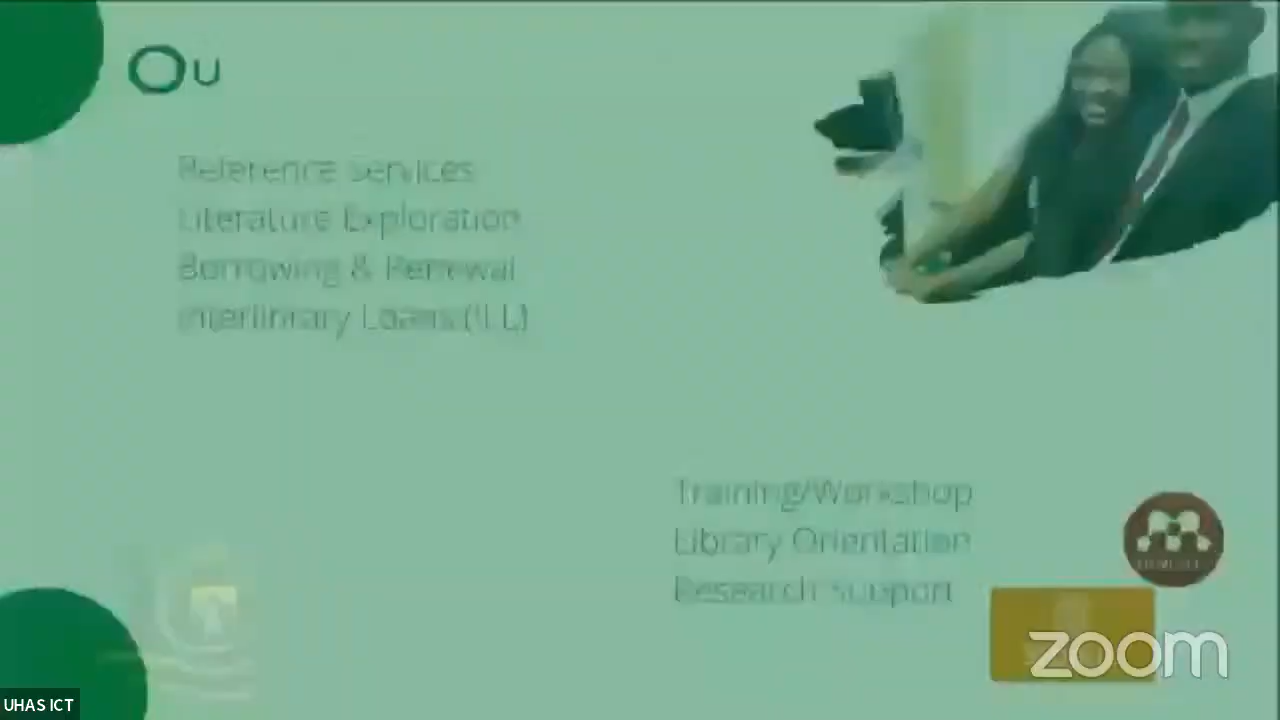 Ou
Reference Services
Literature Exploration
Borrowing & Renewal
Interlibrary Loans (ILL)
Training/Workshop
Library Orientation
Research Support
zoom
UHAS ICT